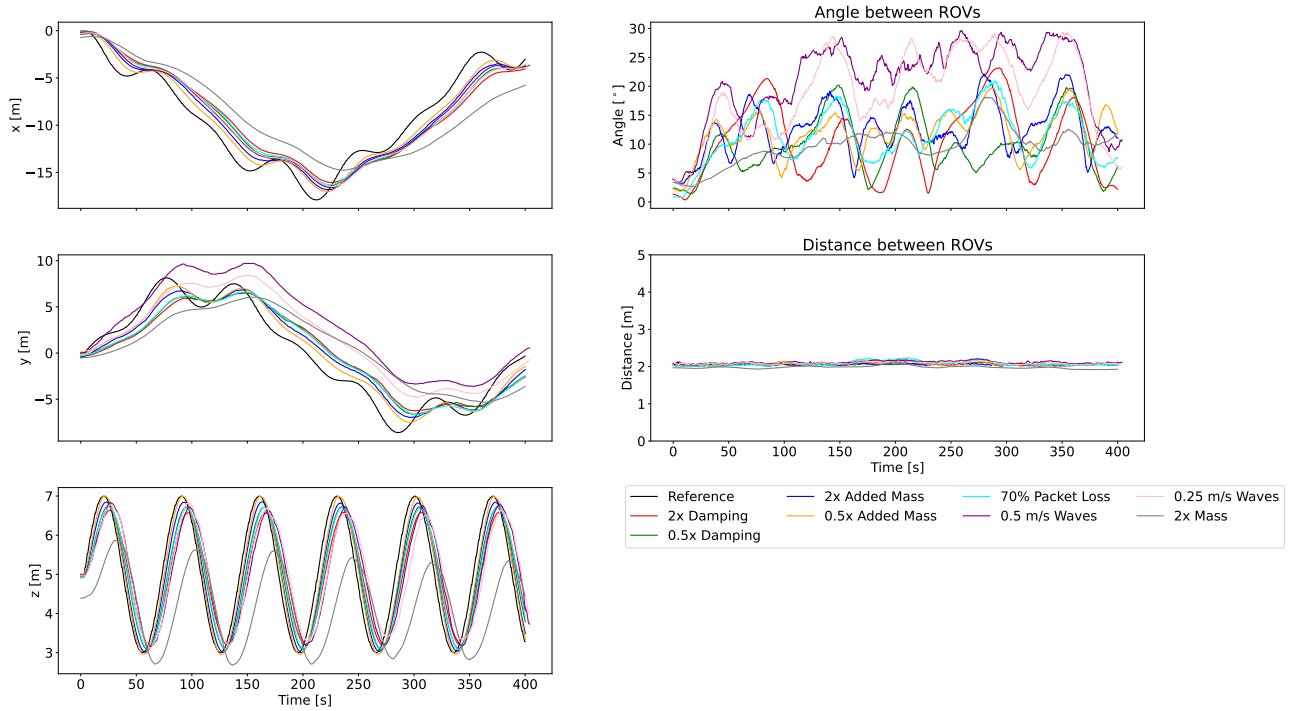 0
−5
−10
−15
x [m]
10
5
0
−5
y [m]
7
6
5
4
3
z [m]
0 50 100 150 200 250 300 350 400
Time [s]
Angle between ROVs
30
25
20
15
10
5
0
Angle [°]
Distance between ROVs
5
4
3
2
1
0
Distance [m]
0 50 100 150 200 250 300 350 400
Time [s]
Reference 2x Added Mass 70% Packet Loss 0.25 m/s Waves
2x Damping 0.5x Added Mass 0.5 m/s Waves 2x Mass
0.5x Damping